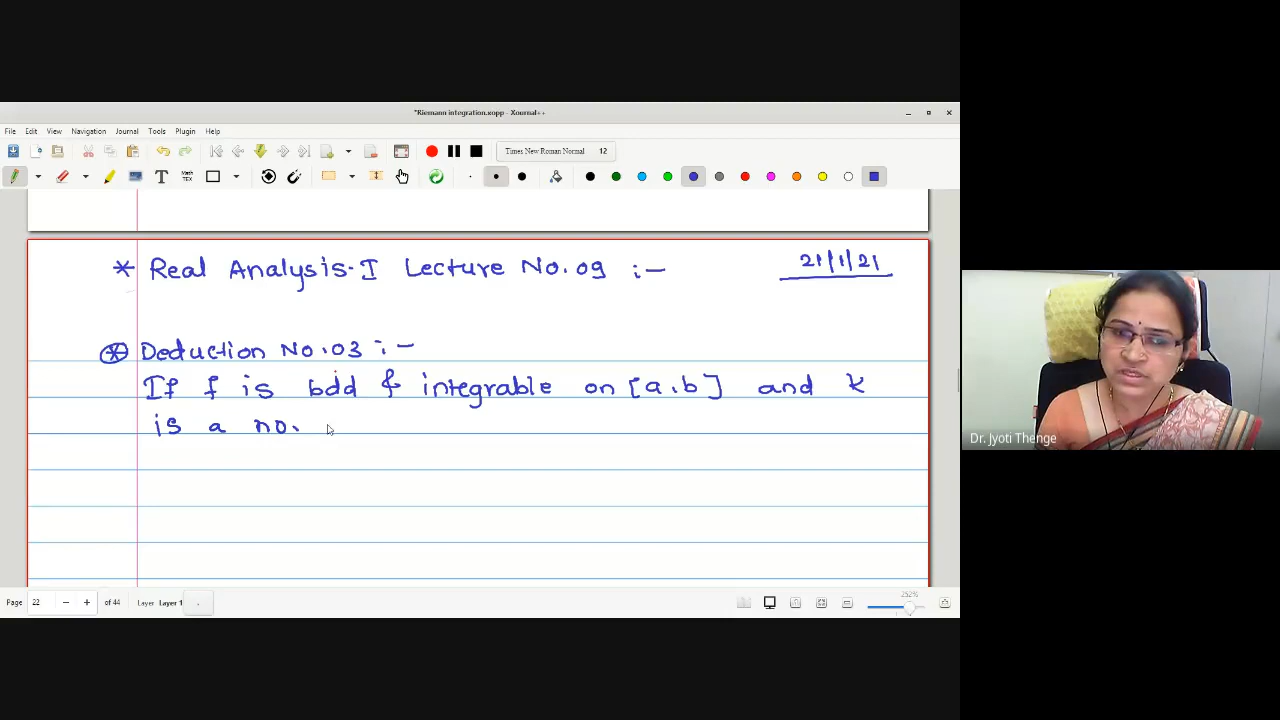 *Riemann integration.xopp - Xournal++
File Edit View Navigation Journal Tools Plugin Help
Times New Roman Normal 12
* Real Analysis-I Lecture No.09 :-
21/1/21
* Deduction No.03 :-
If f is bdd & integrable on [a,b] and k
is a no.
Dr. Jyoti Thenge
Page 22 of 44 Layer Layer 1
252%